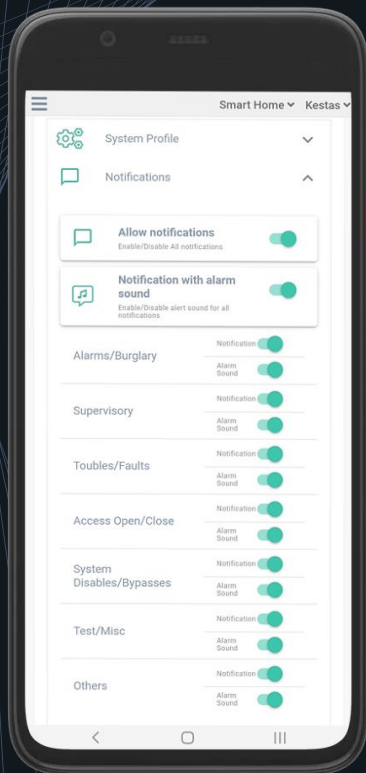 Smart Home Kestas
System Profile
Notifications
Allow notifications
Enable/Disable All notifications
Notification with alarm
sound
Enable/Disable alert sound for all
notifications
Alarms/Burglary
Notification
Alarm
Sound
Supervisory
Notification
Alarm
Sound
Toubles/Faults
Notification
Alarm
Sound
Access Open/Close
Notification
Alarm
Sound
System
Disables/Bypasses
Notification
Alarm
Sound
Test/Misc
Notification
Alarm
Sound
Others
Notification
Alarm
Sound